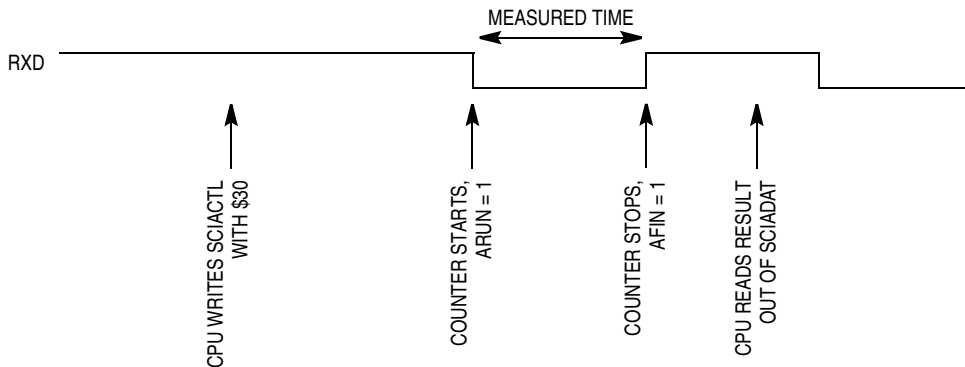 MEASURED TIME
RXD
CPU WRITES SCIACTL
WITH $30
COUNTER STARTS,
ARUN = 1
COUNTER STOPS,
AFIN = 1
CPU READS RESULT
OUT OF SCIADAT